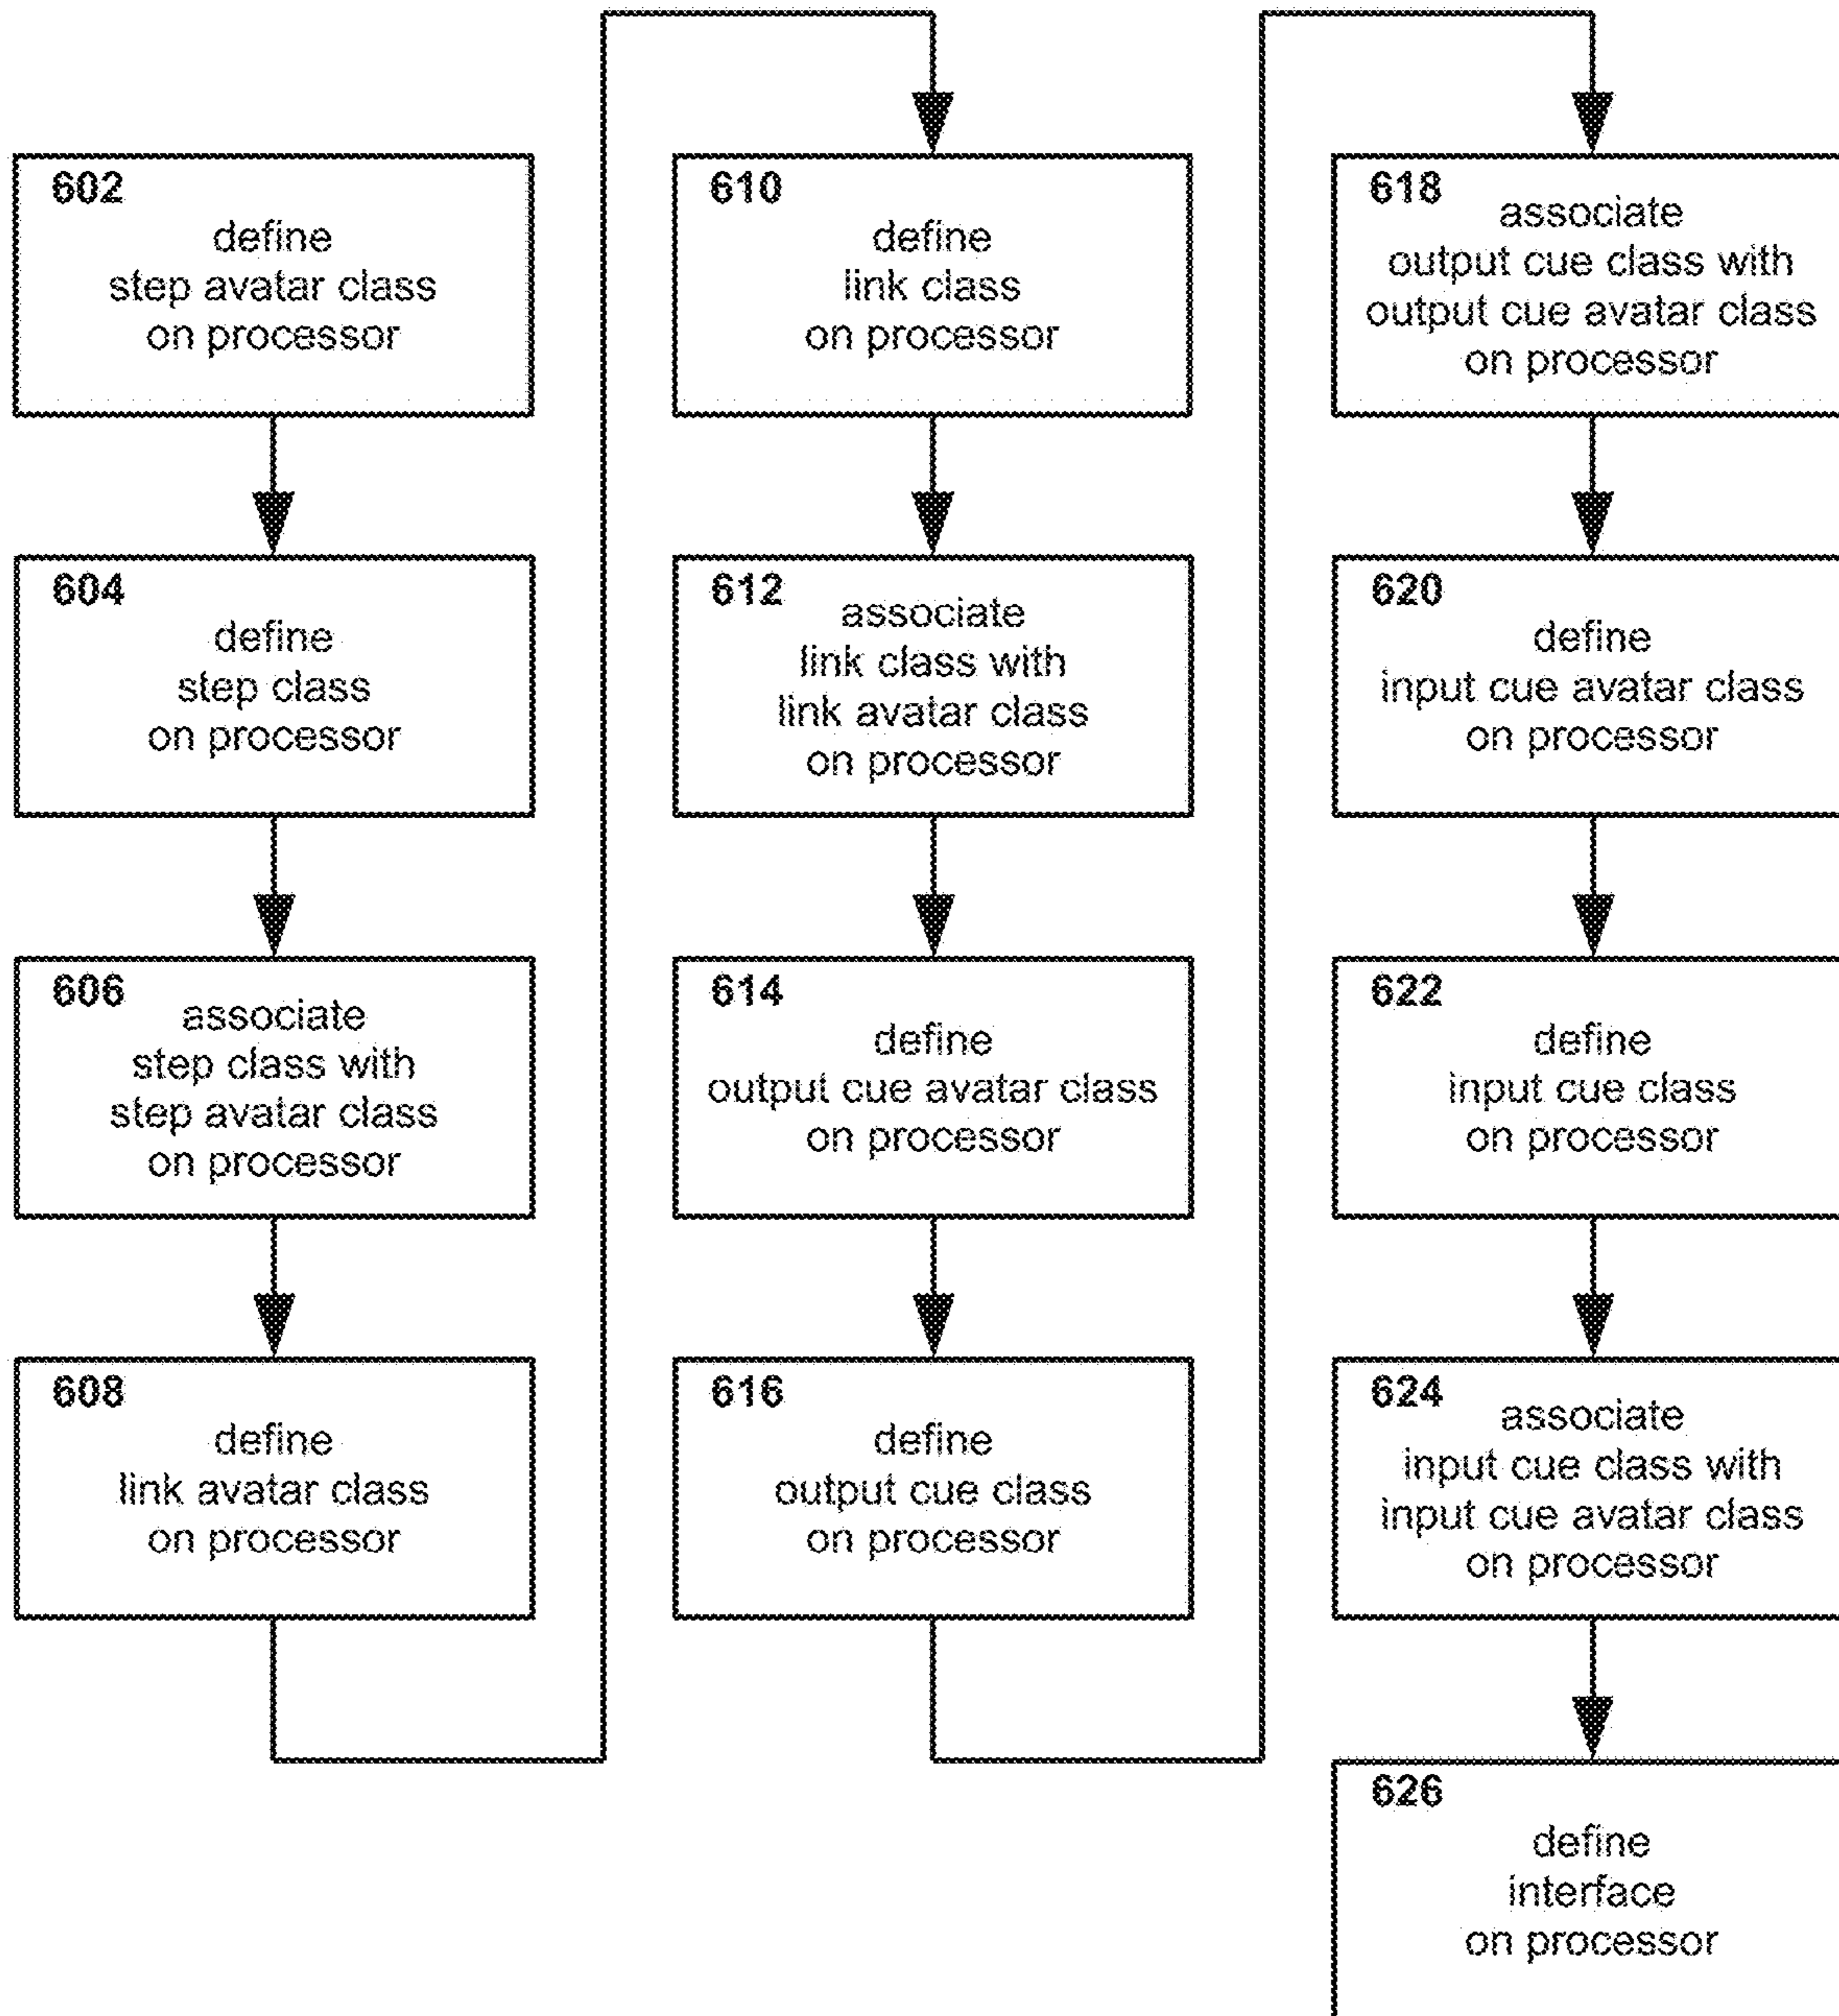 602
define
step avatar class
on processor
604
define
step class
on processor
606
associate
step class with
step avatar class
on processor
608
define
link avatar class
on processor
610
define
link class
on processor
612
associate
link class with
link avatar class
on processor
614
define
output cue avatar class
on processor
616
define
output cue class
on processor
618
associate
output cue class with
output cue avatar class
on processor
620
define
input cue avatar class
on processor
622
define
input cue class
on processor
624
associate
input cue class with
input cue avatar class
on processor
626
define
interface
on processor